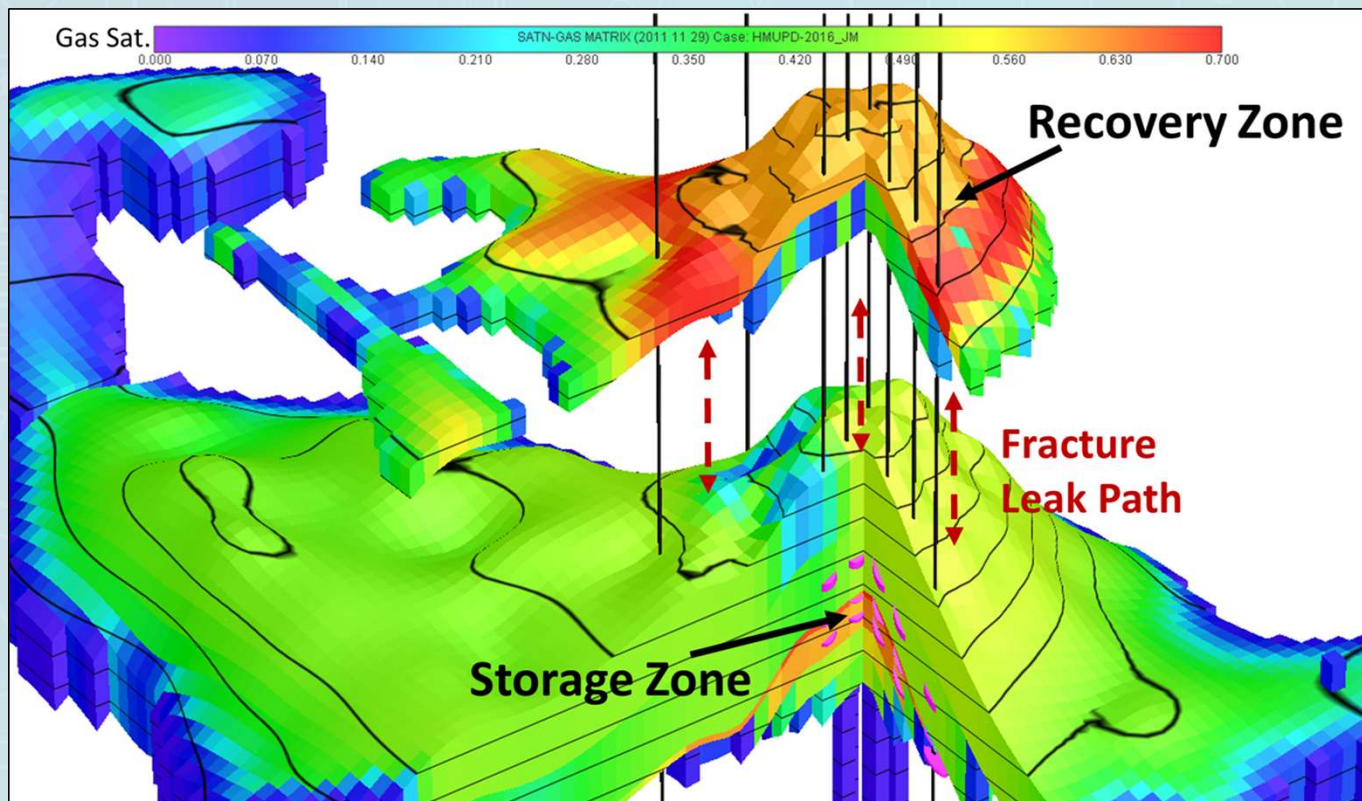 Gas Sat.
SATN-GAS MATRIX (2011 11 29) Case: HMUPD-2016_JM
0.000 0.070 0.140 0.210 0.280 0.350 0.420 0.490 0.560 0.630 0.700
Recovery Zone
Fracture
Leak Path
Storage Zone